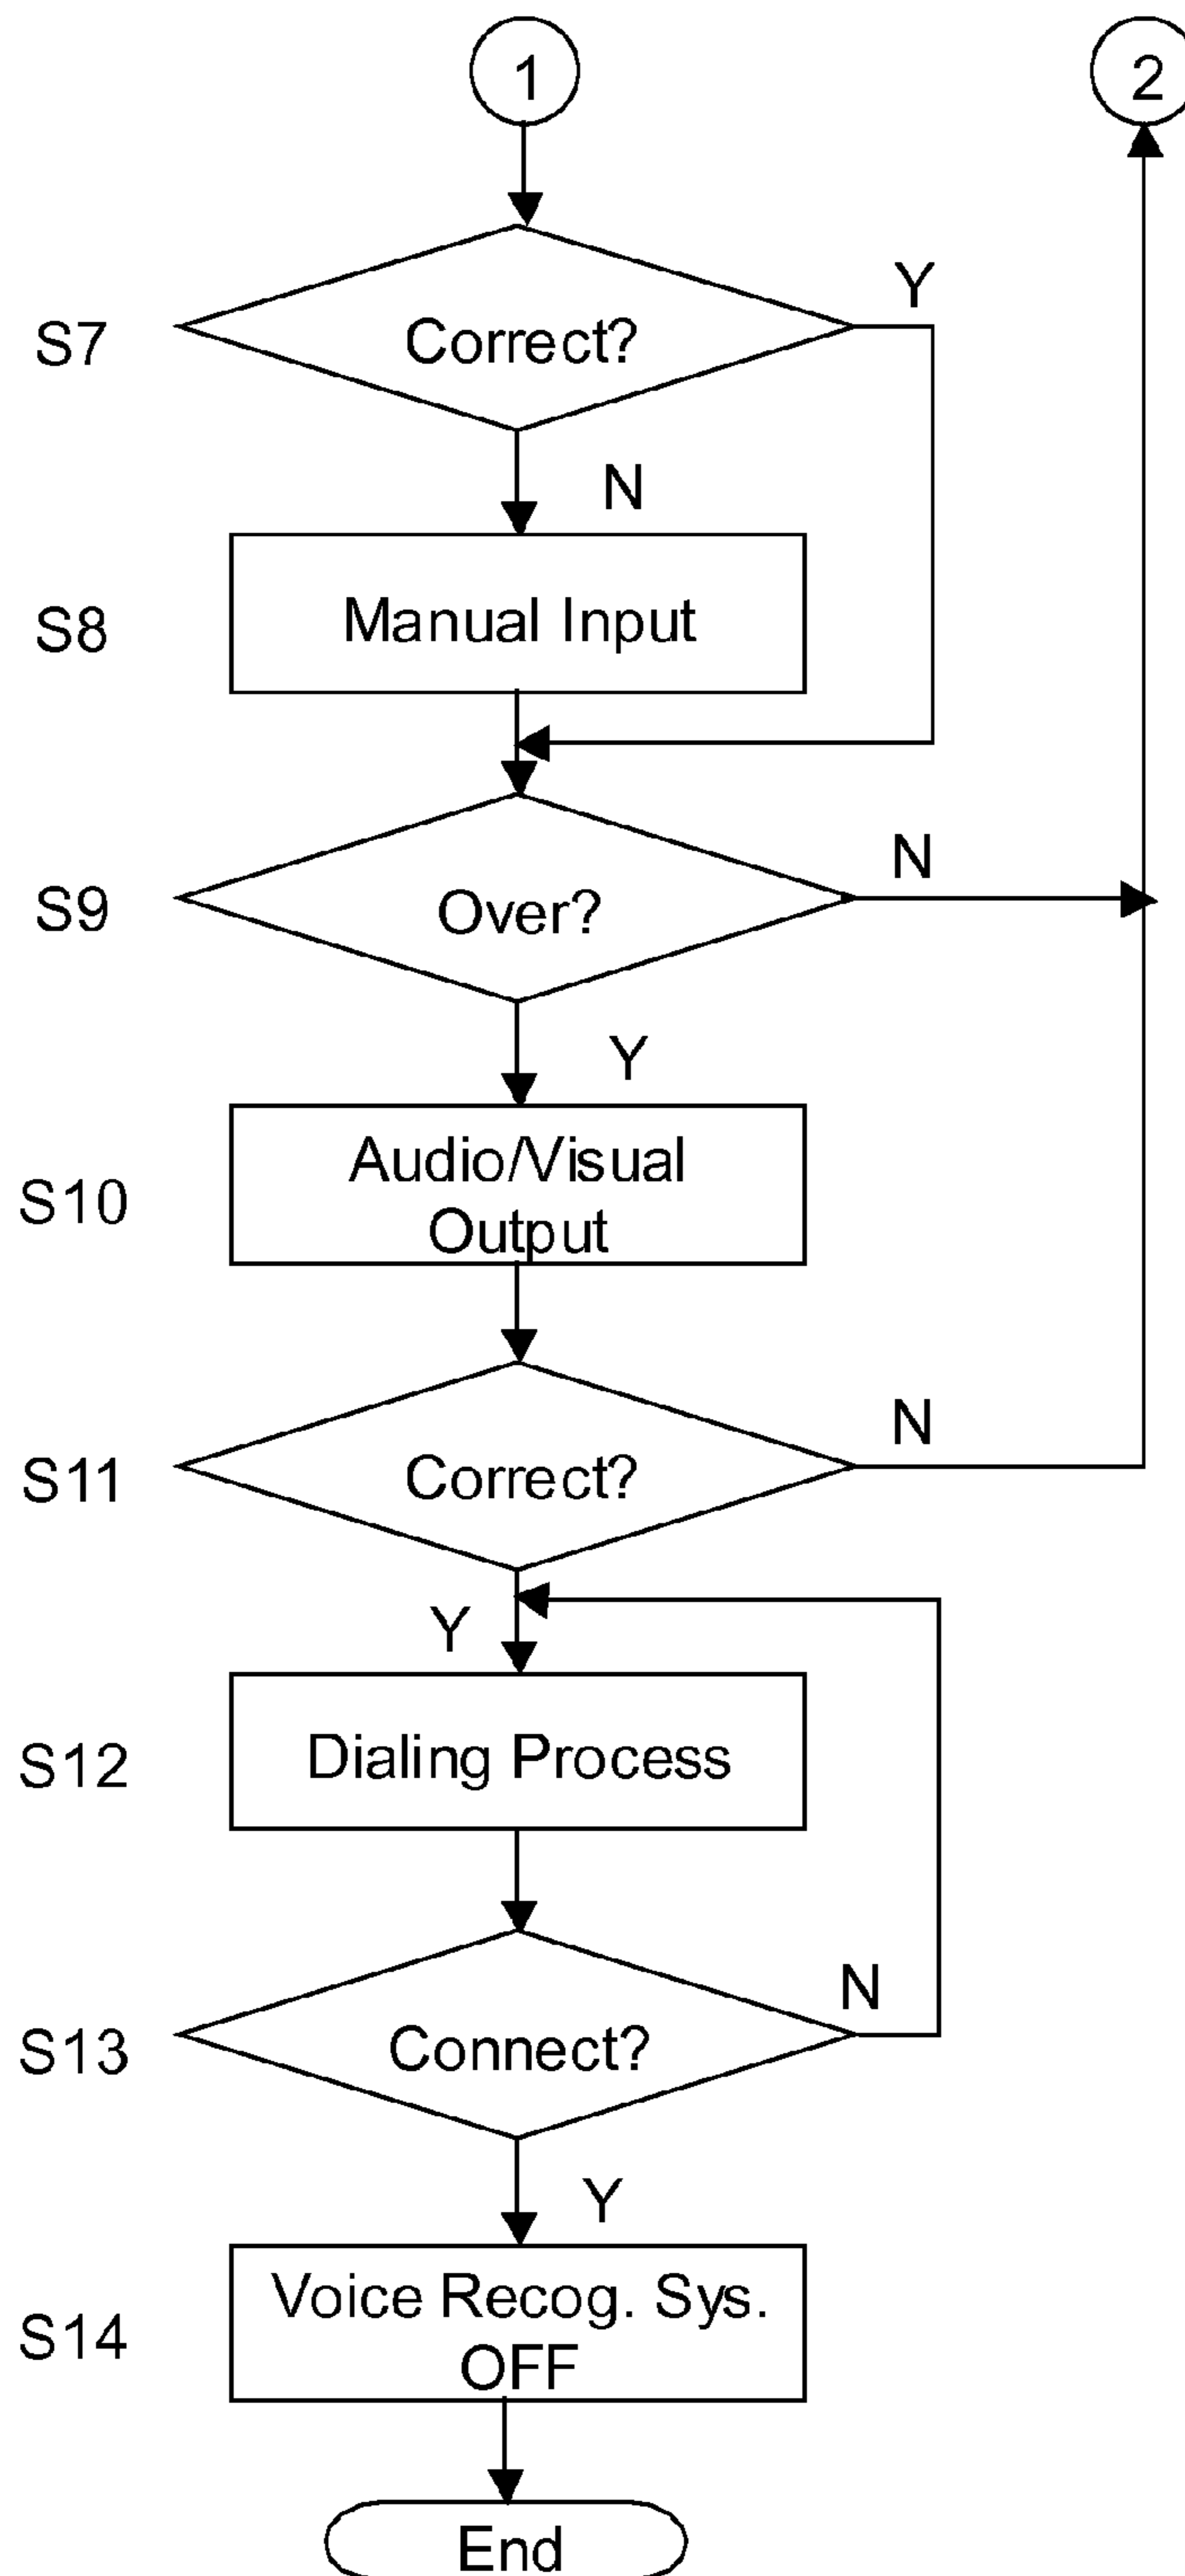 1
2
S7
Correct?
Y
N
S8
Manual Input
S9
Over?
N
Y
S10
Audio/Visual
Output
S11
Correct?
N
Y
S12
Dialing Process
S13
Connect?
N
Y
S14
Voice Recog. Sys.
OFF
End